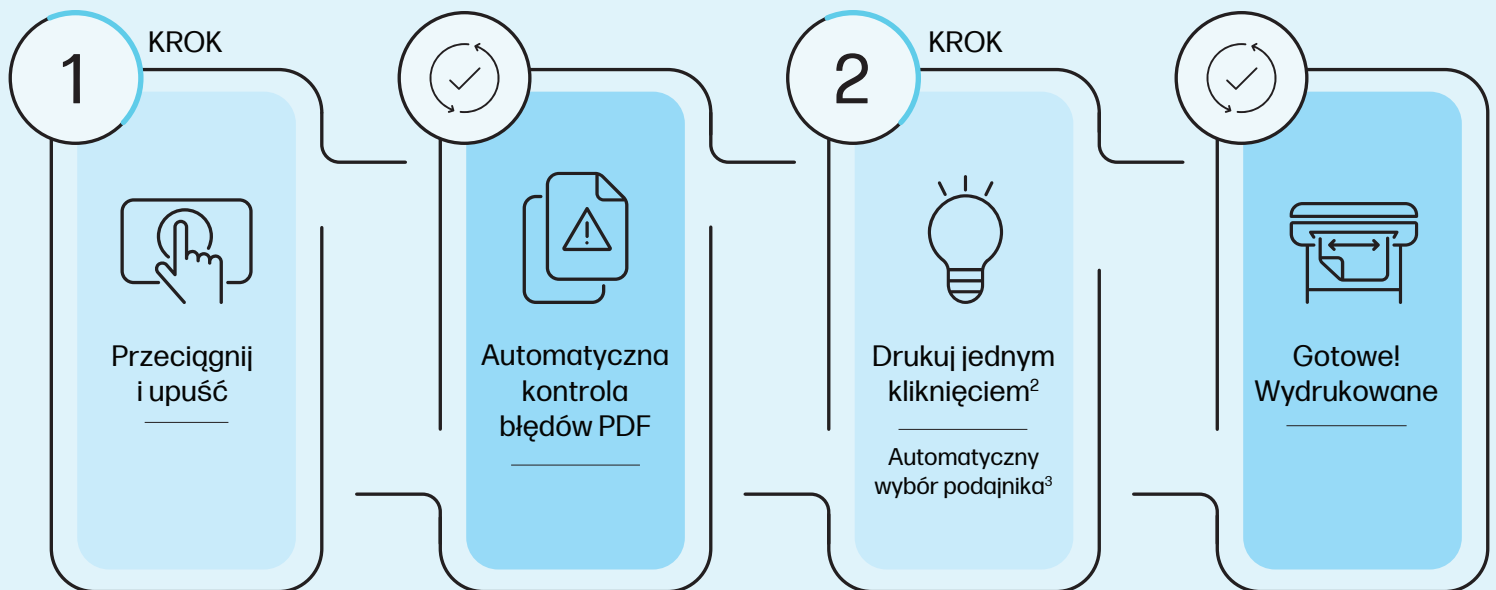 1
KROK
Przeciągnij
i upuść
Automatyczna
kontrola
błędów PDF
2
KROK
Drukuj jednym
kliknięciem²
Automatyczny
wybór podajnika³
Gotowe!
Wydrukowane